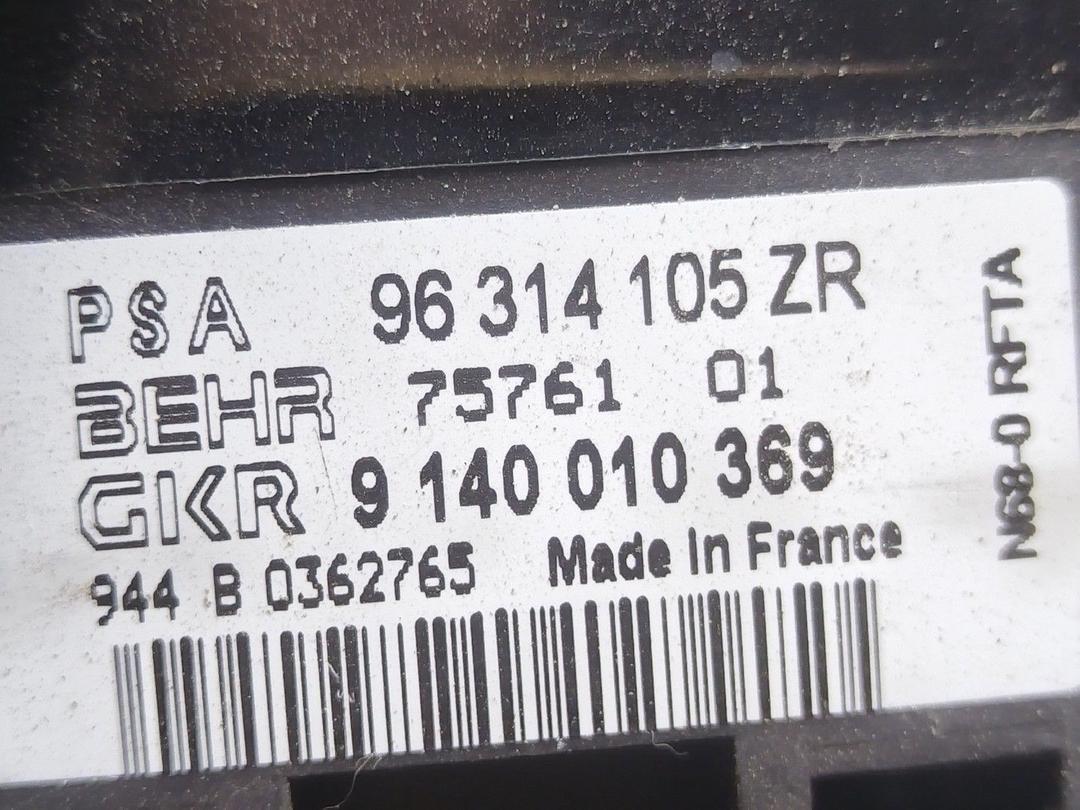 PSA 96 314 105 ZR
BEHR 75761 01
GKR 9 140 010 369
944 B 0362765 Made In France
N68-0 RFTA